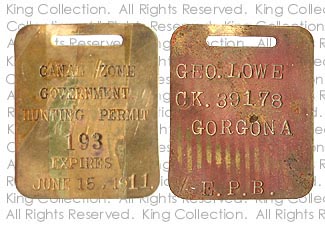 King Collection. All Rights Reserved. King Collection.
CANAL ZONE
GOVERNMENT
HUNTING PERMIT
193
EXPIRES
JUNE 15, 1911.
GEO. LOWE
CK. 39178
GORGONA
E.P.B.
All Rights Reserved. King Collection. All Rights Reserved.